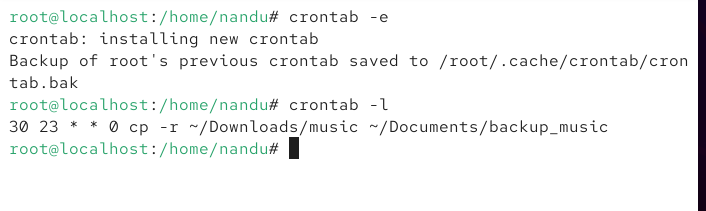 root@localhost:/home/nandu# crontab -e
crontab: installing new crontab
Backup of root's previous crontab saved to /root/.cache/crontab/cron
tab.bak
root@localhost:/home/nandu# crontab -l
30 23 * * 0 cp -r ~/Downloads/music ~/Documents/backup_music
root@localhost:/home/nandu#